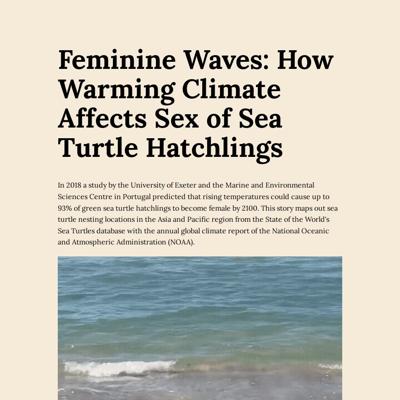 Feminine Waves: How
Warming Climate
Affects Sex of Sea
Turtle Hatchlings
In 2018 a study by the University of Exeter and the Marine and Environmental
Sciences Centre in Portugal predicted that rising temperatures could cause up to
93% of green sea turtle hatchlings to become female by 2100. This story maps out sea
turtle nesting locations in the Asia and Pacific region from the State of the World's
Sea Turtles database with the annual global climate report of the National Oceanic
and Atmospheric Administration (NOAA).